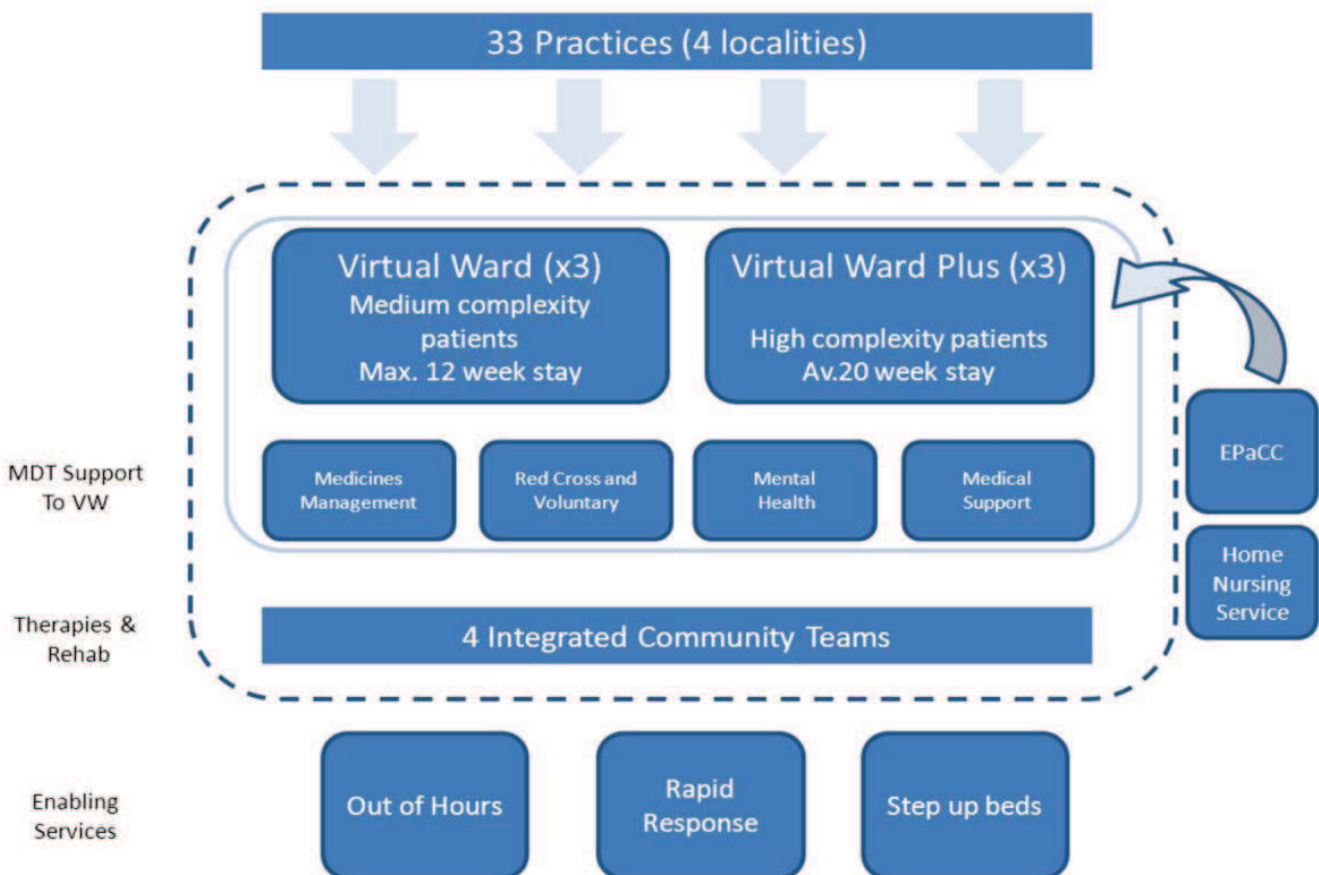 33 Practices (4 localities)
Virtual Ward (x3)
Medium complexity
patients
Max. 12 week stay
Virtual Ward Plus (x3)
High complexity patients
Av.20 week stay
MDT Support
To VW
Medicines
Management
Red Cross and
Voluntary
Mental
Health
Medical
Support
EPaCC
Home
Nursing
Service
Therapies &
Rehab
4 Integrated Community Teams
Enabling
Services
Out of Hours
Rapid
Response
Step up beds